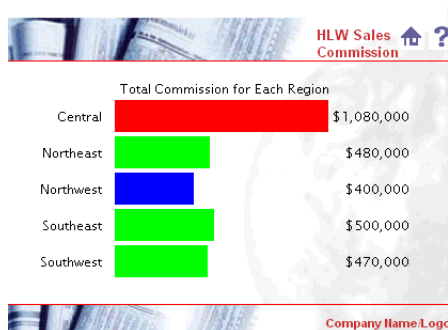 HLW Sales
Commission
?
Total Commission for Each Region
Central $1,080,000
Northeast $480,000
Northwest $400,000
Southeast $500,000
Southwest $470,000
Company Name/Logo